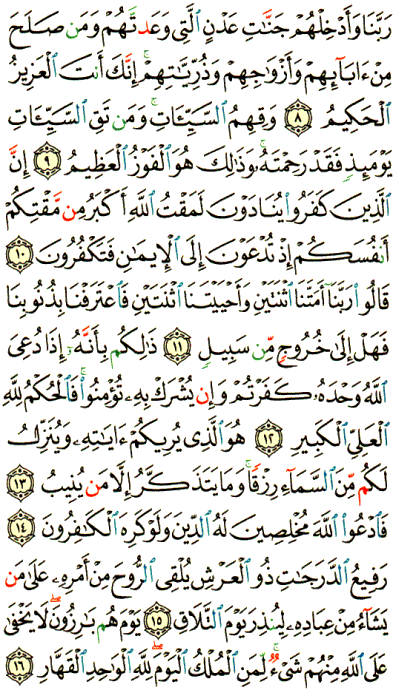 رَبَّنَا وَأَدْخِلْهُمْ جَنَّٰتِ عَدْنٍ ٱلَّتِى وَعَدتَّهُمْ وَمَن صَلَحَ
مِنْ ءَابَآئِهِمْ وَأَزْوَٰجِهِمْ وَذُرِّيَّٰتِهِمْ ۚ إِنَّكَ أَنتَ ٱلْعَزِيزُ
ٱلْحَكِيمُ ٨ وَقِهِمُ ٱلسَّيِّـَٔاتِ ۚ وَمَن تَقِ ٱلسَّيِّـَٔاتِ
يَوْمَئِذٍ فَقَدْ رَحِمْتَهُۥ ۚ وَذَٰلِكَ هُوَ ٱلْفَوْزُ ٱلْعَظِيمُ ٩ إِنَّ
ٱلَّذِينَ كَفَرُوا۟ يُنَادَوْنَ لَمَقْتُ ٱللَّهِ أَكْبَرُ مِن مَّقْتِكُمْ
أَنفُسَكُمْ إِذْ تُدْعَوْنَ إِلَى ٱلْإِيمَٰنِ فَتَكْفُرُونَ ١٠
قَالُوا۟ رَبَّنَآ أَمَتَّنَا ٱثْنَتَيْنِ وَأَحْيَيْتَنَا ٱثْنَتَيْنِ فَٱعْتَرَفْنَا بِذُنُوبِنَا
فَهَلْ إِلَىٰ خُرُوجٍ مِّن سَبِيلٍ ١١ ذَٰلِكُم بِأَنَّهُۥٓ إِذَا دُعِىَ
ٱللَّهُ وَحْدَهُۥ كَفَرْتُمْ ۖ وَإِن يُشْرَكْ بِهِۦ تُؤْمِنُوا۟ ۚ فَٱلْحُكْمُ لِلَّهِ
ٱلْعَلِىِّ ٱلْكَبِيرِ ١٢ هُوَ ٱلَّذِى يُرِيكُمْ ءَايَٰتِهِۦ وَيُنَزِّلُ
لَكُم مِّنَ ٱلسَّمَآءِ رِزْقًا ۚ وَمَا يَتَذَكَّرُ إِلَّا مَن يُنِيبُ ١٣
فَٱدْعُوا۟ ٱللَّهَ مُخْلِصِينَ لَهُ ٱلدِّينَ وَلَوْ كَرِهَ ٱلْكَٰفِرُونَ ١٤
رَفِيعُ ٱلدَّرَجَٰتِ ذُو ٱلْعَرْشِ يُلْقِى ٱلرُّوحَ مِنْ أَمْرِهِۦ عَلَىٰ مَن
يَشَآءُ مِنْ عِبَادِهِۦ لِيُنذِرَ يَوْمَ ٱلتَّلَاقِ ١٥ يَوْمَ هُم بَٰرِزُونَ ۖ لَا يَخْفَىٰ
عَلَى ٱللَّهِ مِنْهُمْ شَىْءٌ ۚ لِّمَنِ ٱلْمُلْكُ ٱلْيَوْمَ ۖ لِلَّهِ ٱلْوَٰحِدِ ٱلْقَهَّارِ ١٦